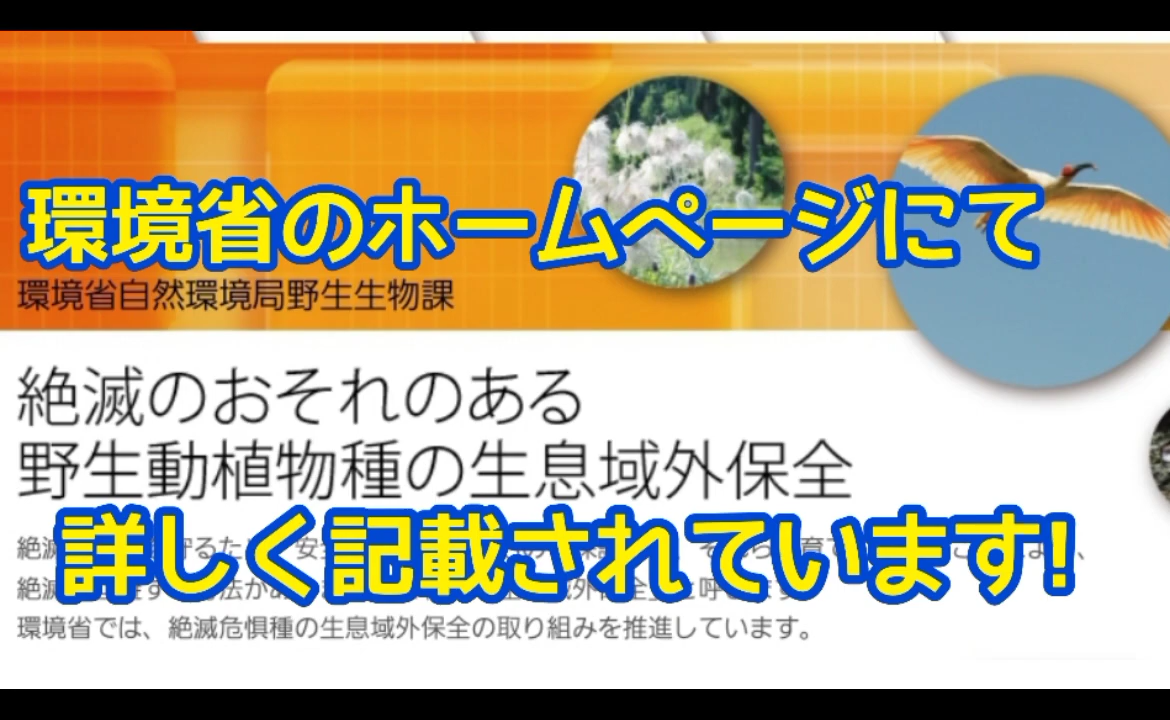 環境省のホームページにて
環境省自然環境局野生生物課
絶滅のおそれのある
野生動植物種の生息域外保全
詳しく記載されています!
環境省では、絶滅危惧種の生息域外保全の取り組みを推進しています。